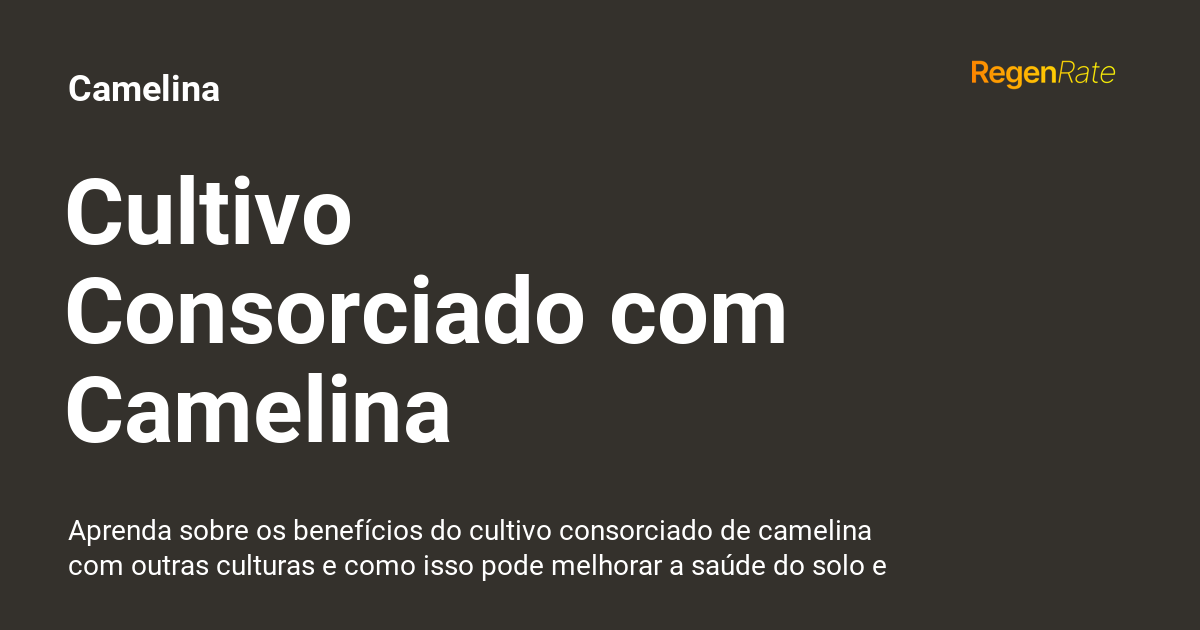 Camelina
RegenRate
Cultivo
Consorciado com
Camelina
Aprenda sobre os benefícios do cultivo consorciado de camelina
com outras culturas e como isso pode melhorar a saúde do solo e